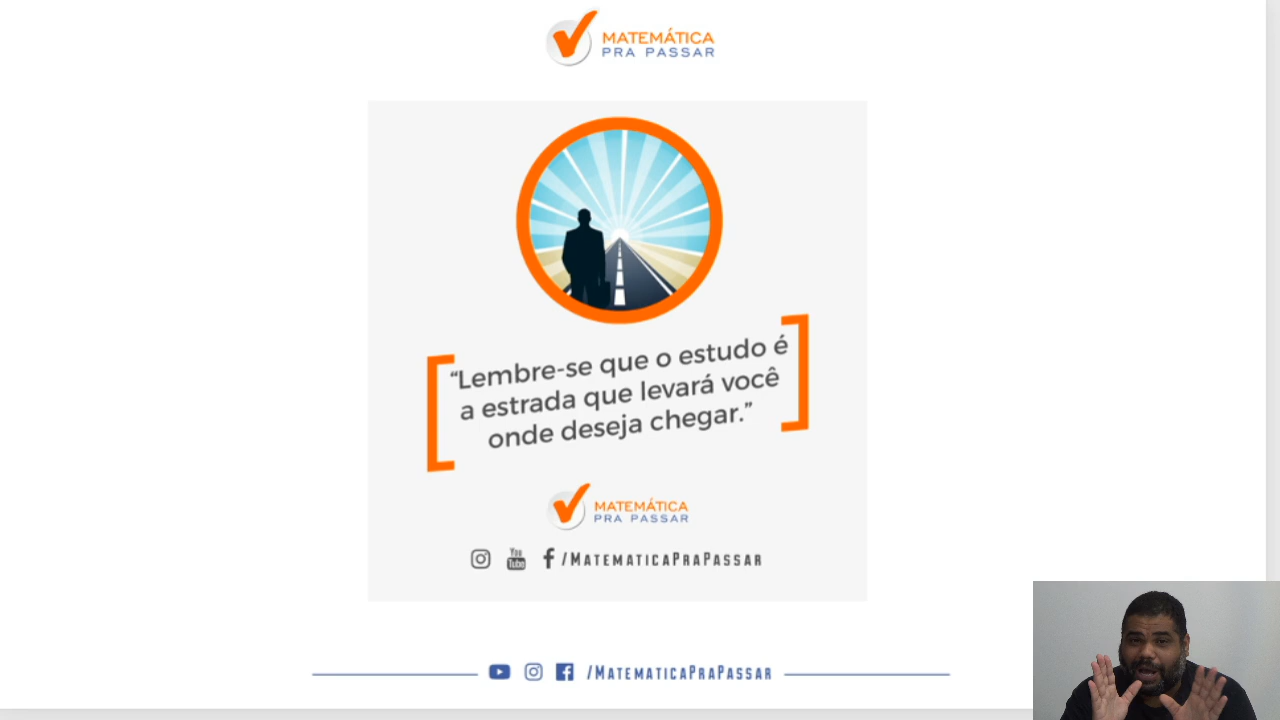 MATEMÁTICA
PRA PASSAR
“Lembre-se que o estudo é
a estrada que levará você
onde deseja chegar.”
MATEMÁTICA
PRA PASSAR
You
Tube
/MATEMATICAPRAPASSAR
/MATEMATICAPRAPASSAR